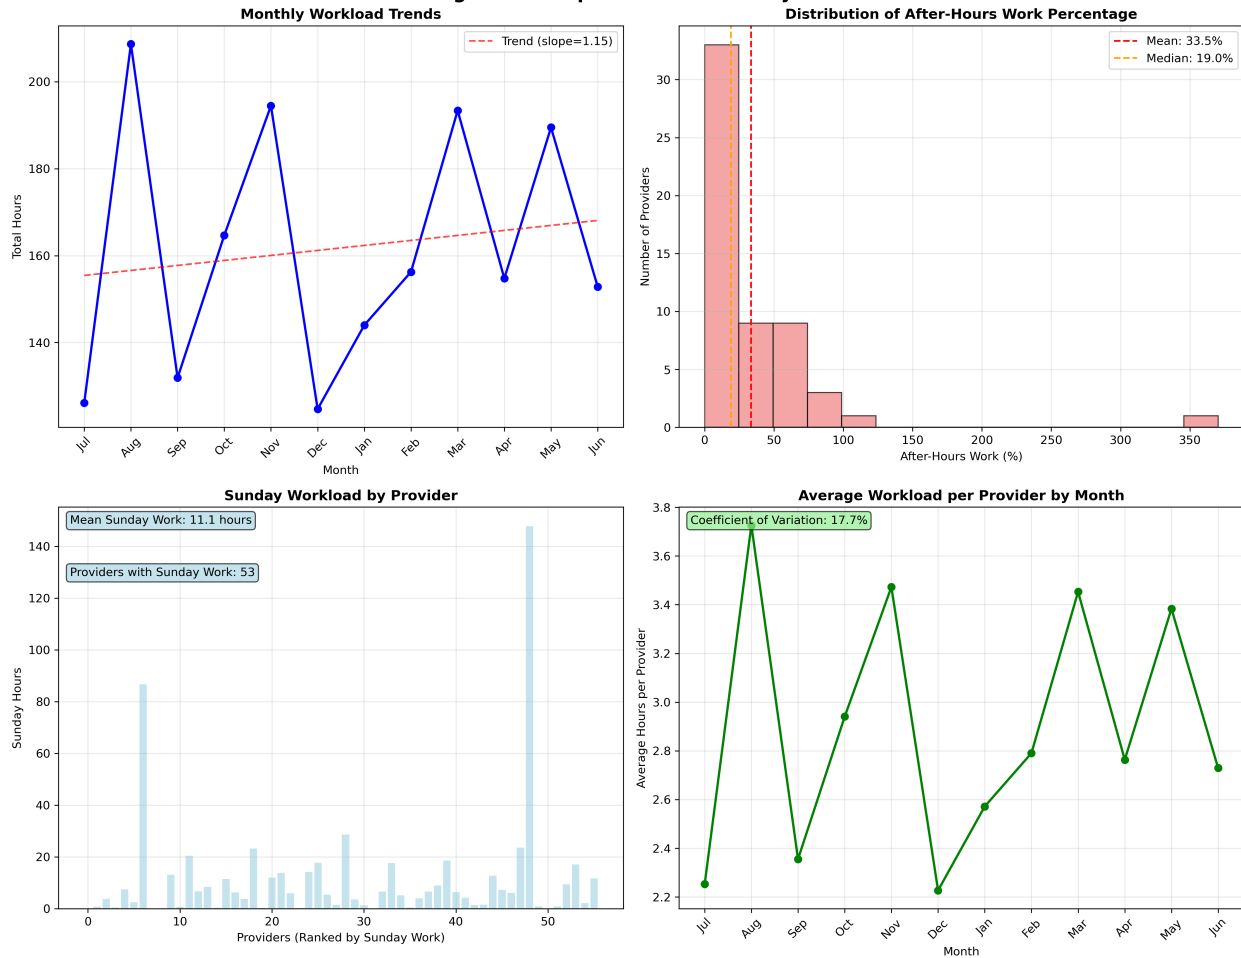 Monthly Workload Trends
Trend (slope=1.15)
200
180
160
140
Total Hours
Jul
Aug
Sep
Oct
Nov
Dec
Jan
Feb
Mar
Apr
May
Jun
Month
Distribution of After-Hours Work Percentage
Mean: 33.5%
Median: 19.0%
30
25
20
15
10
5
0
Number of Providers
0
50
100
150
200
250
300
350
After-Hours Work (%)
Sunday Workload by Provider
Mean Sunday Work: 11.1 hours
Providers with Sunday Work: 53
140
120
100
80
60
40
20
0
Sunday Hours
0
10
20
30
40
50
Providers (Ranked by Sunday Work)
Average Workload per Provider by Month
Coefficient of Variation: 17.7%
3.8
3.6
3.4
3.2
3.0
2.8
2.6
2.4
2.2
Average Hours per Provider
Jul
Aug
Sep
Oct
Nov
Dec
Jan
Feb
Mar
Apr
May
Jun
Month